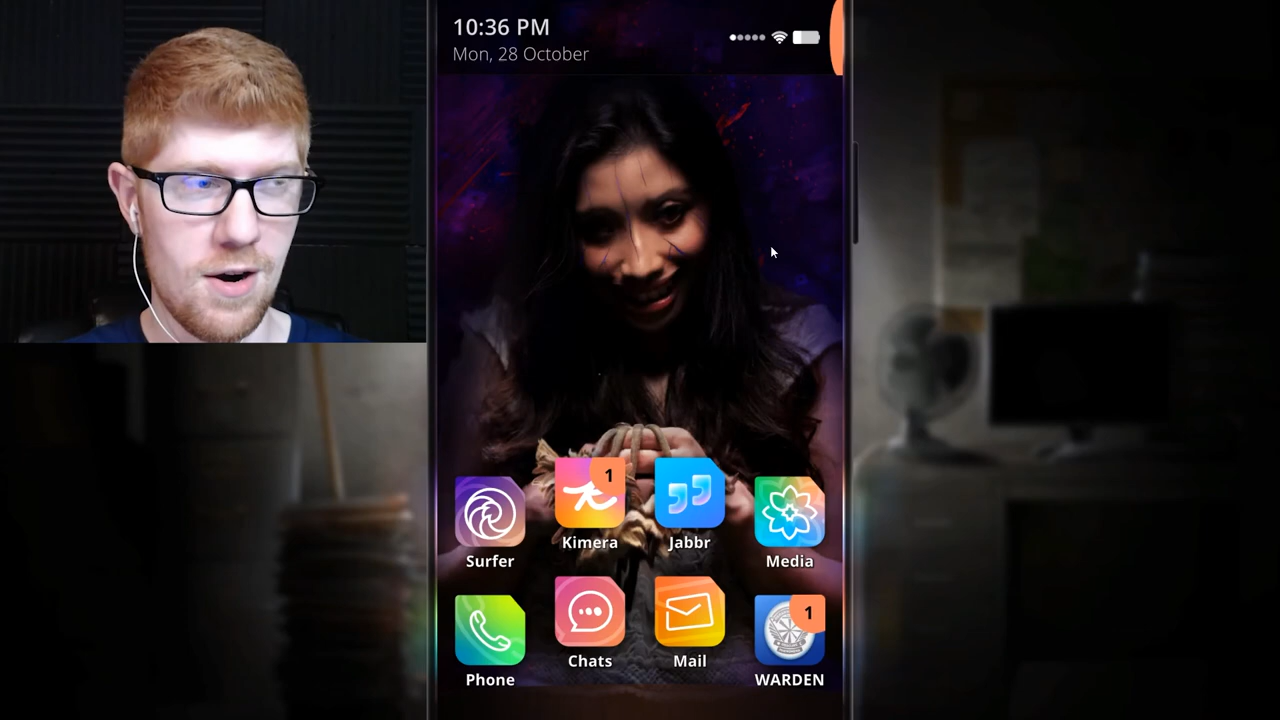 10:36 PM
Mon, 28 October
1
Surfer
Kimera
Jabbr
Media
1
Phone
Chats
Mail
WARDEN